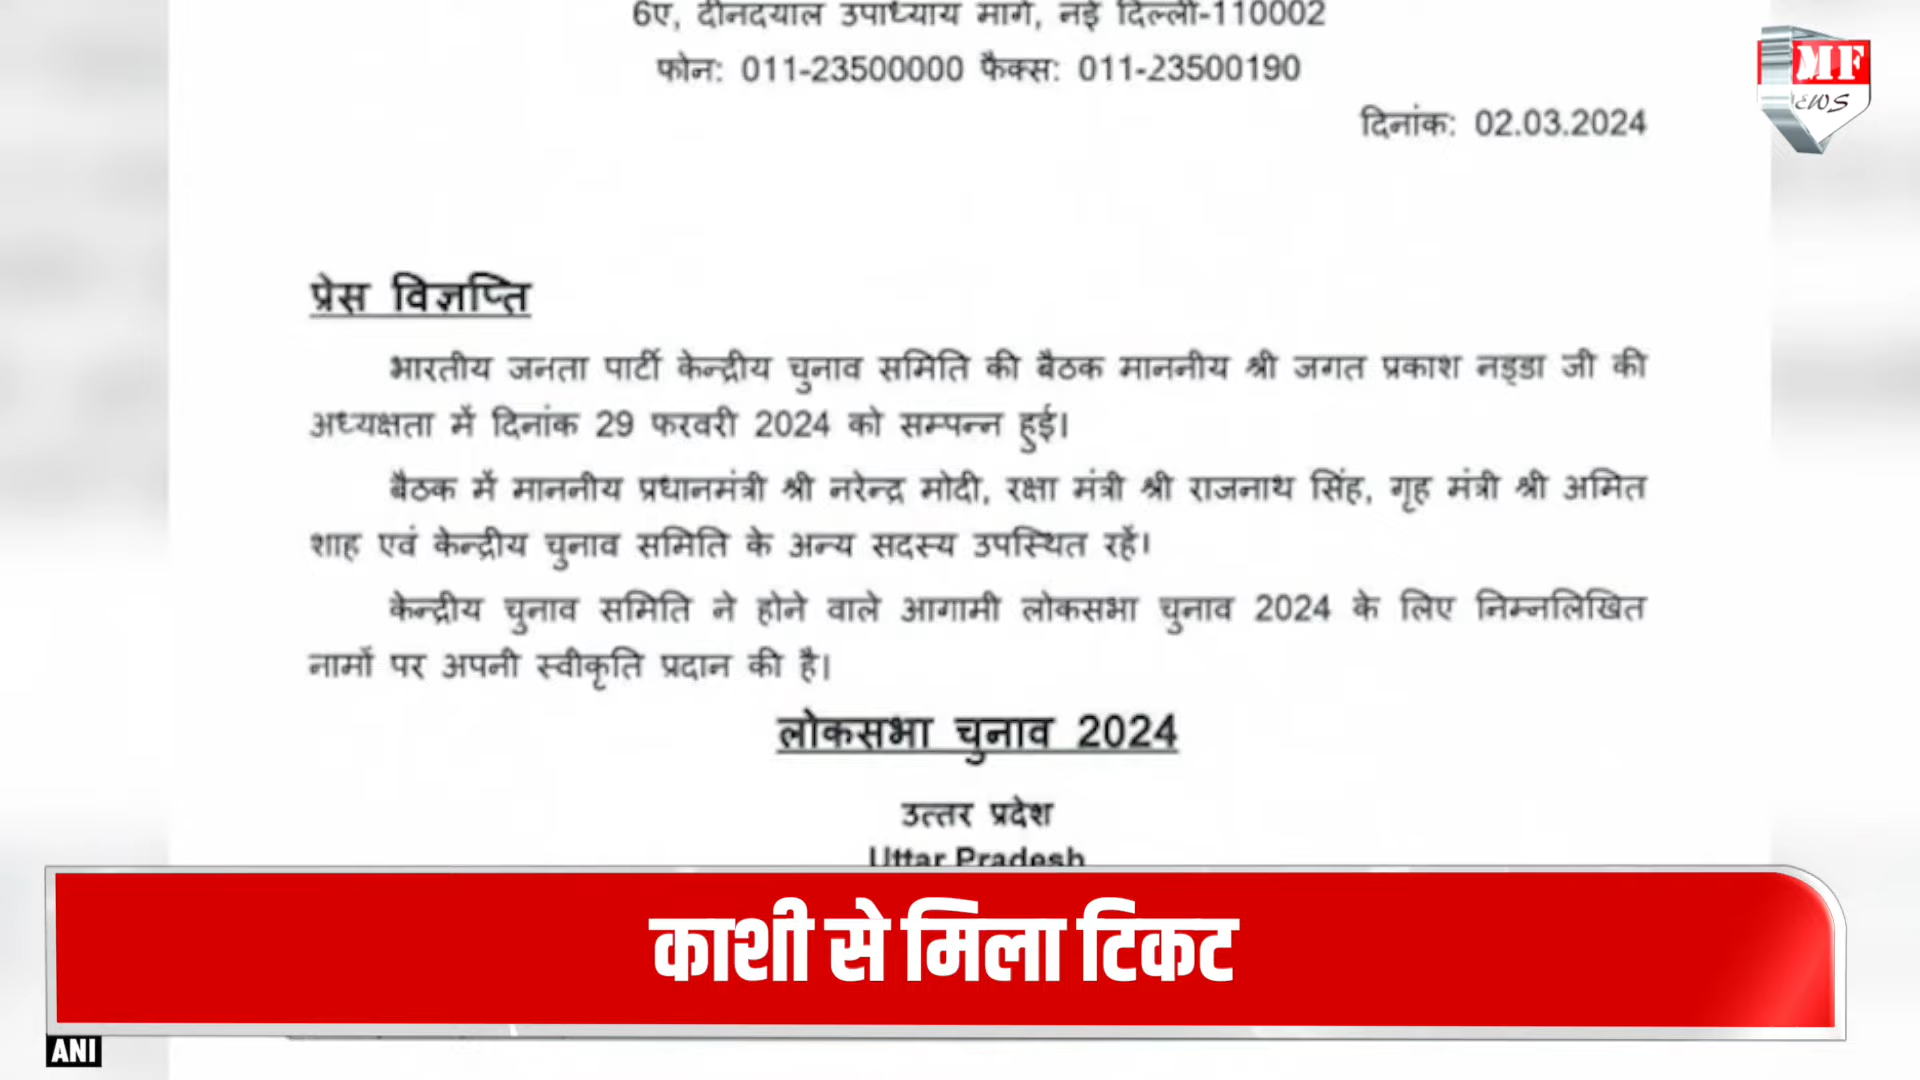 6ए, दीनदयाल उपाध्याय मार्ग, नई दिल्ली-110002
फोन: 011-23500000 फैक्स: 011-23500190
दिनांक: 02.03.2024
MF
NEWS
प्रेस विज्ञप्ति
भारतीय जनता पार्टी केन्द्रीय चुनाव समिति की बैठक माननीय श्री जगत प्रकाश नड्डा जी की
अध्यक्षता में दिनांक 29 फरवरी 2024 को सम्पन्न हुई।
बैठक में माननीय प्रधानमंत्री श्री नरेन्द्र मोदी, रक्षा मंत्री श्री राजनाथ सिंह, गृह मंत्री श्री अमित
शाह एवं केन्द्रीय चुनाव समिति के अन्य सदस्य उपस्थित रहें।
केन्द्रीय चुनाव समिति ने होने वाले आगामी लोकसभा चुनाव 2024 के लिए निम्नलिखित
नामों पर अपनी स्वीकृति प्रदान की है।
लोकसभा चुनाव 2024
उत्तर प्रदेश
Uttar Pradesh
काशी से मिला टिकट
ANI